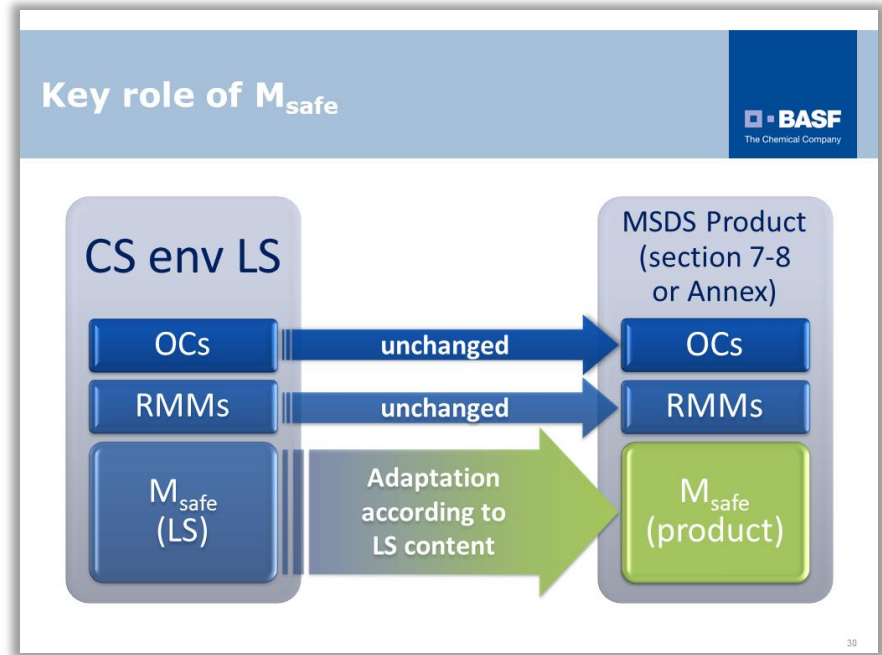 Key role of Msafe
BASF
The Chemical Company
CS env LS
MSDS Product
(section 7-8
or Annex)
OCs
unchanged
OCs
RMMs
unchanged
RMMs
Msafe
(LS)
Adaptation
according to
LS content
Msafe
(product)
30